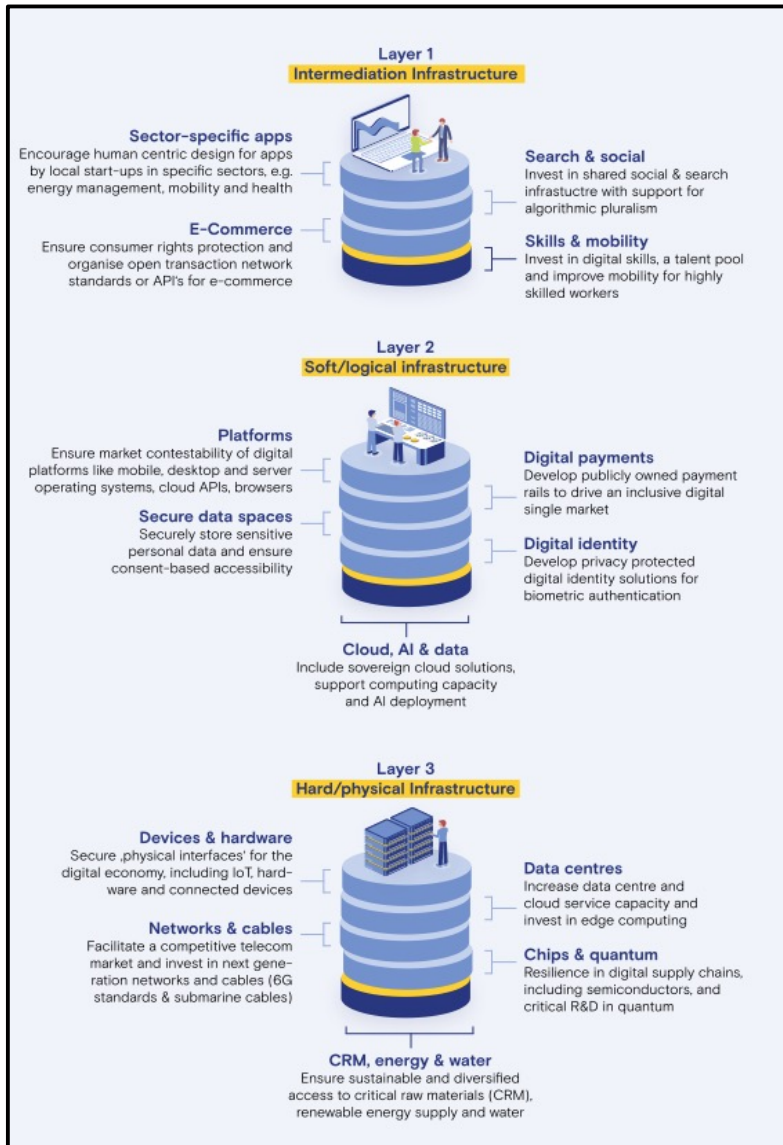 Layer 1
Intermediation Infrastructure
Sector-specific apps
Encourage human centric design for apps
by local start-ups in specific sectors, e.g.
energy management, mobility and health
Search & social
Invest in shared social & search
infrastuctre with support for
algorithmic pluralism
E-Commerce
Ensure consumer rights protection and
organise open transaction network
standards or API's for e-commerce
Skills & mobility
Invest in digital skills, a talent pool
and improve mobility for highly
skilled workers
Layer 2
Soft/logical infrastructure
Platforms
Ensure market contestability of digital
platforms like mobile, desktop and server
operating systems, cloud APIs, browsers
Digital payments
Develop publicly owned payment
rails to drive an inclusive digital
single market
Secure data spaces
Securely store sensitive
personal data and ensure
consent-based accessibility
Digital identity
Develop privacy protected
digital identity solutions for
biometric authentication
Cloud, AI & data
Include sovereign cloud solutions,
support computing capacity
and AI deployment
Layer 3
Hard/physical Infrastructure
Devices & hardware
Secure ‚physical interfaces‘ for the
digital economy, including IoT, hard-
ware and connected devices
Data centres
Increase data centre and
cloud service capacity and
invest in edge computing
Networks & cables
Facilitate a competitive telecom
market and invest in next gene-
ration networks and cables (6G
standards & submarine cables)
Chips & quantum
Resilience in digital supply chains,
including semiconductors, and
critical R&D in quantum
CRM, energy & water
Ensure sustainable and diversified
access to critical raw materials (CRM),
renewable energy supply and water